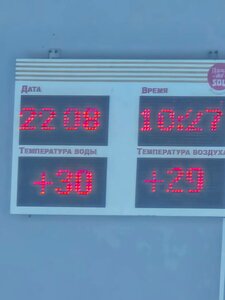 Дата Время
22 08 10:27
Температура воды Температура воздуха
+30 +29